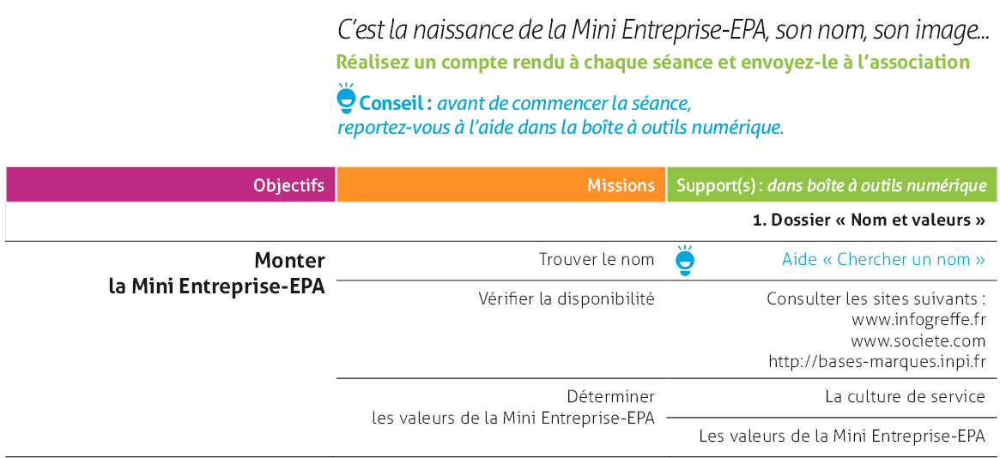 C'est la naissance de la Mini Entreprise-EPA, son nom, son image...
Réalisez un compte rendu à chaque séance et envoyez-le à l'association
Conseil : avant de commencer la séance,
reportez-vous à l'aide dans la boîte à outils numérique.
Objectifs Missions Support(s) : dans boîte à outils numérique
1. Dossier « Nom et valeurs »
Monter
la Mini Entreprise-EPA
Trouver le nom
Aide « Chercher un nom »
Vérifier la disponibilité
Consulter les sites suivants :
www.infogreffe.fr
www.societe.com
http://bases-marques.inpi.fr
Déterminer
les valeurs de la Mini Entreprise-EPA
La culture de service
Les valeurs de la Mini Entreprise-EPA